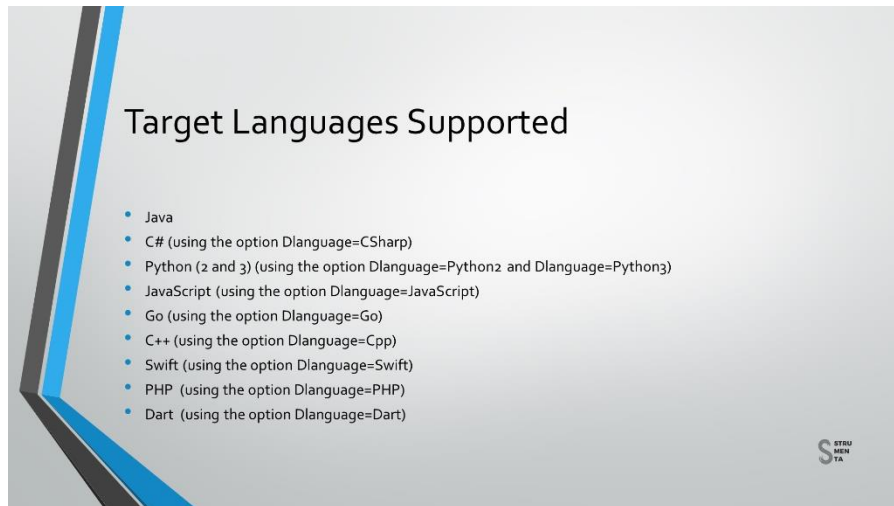 Target Languages Supported
• Java
• C# (using the option Dlanguage=CSharp)
• Python (2 and 3) (using the option Dlanguage=Python2 and Dlanguage=Python3)
• JavaScript (using the option Dlanguage=JavaScript)
• Go (using the option Dlanguage=Go)
• C++ (using the option Dlanguage=Cpp)
• Swift (using the option Dlanguage=Swift)
• PHP (using the option Dlanguage=PHP)
• Dart (using the option Dlanguage=Dart)
S STRU
MEN
TA